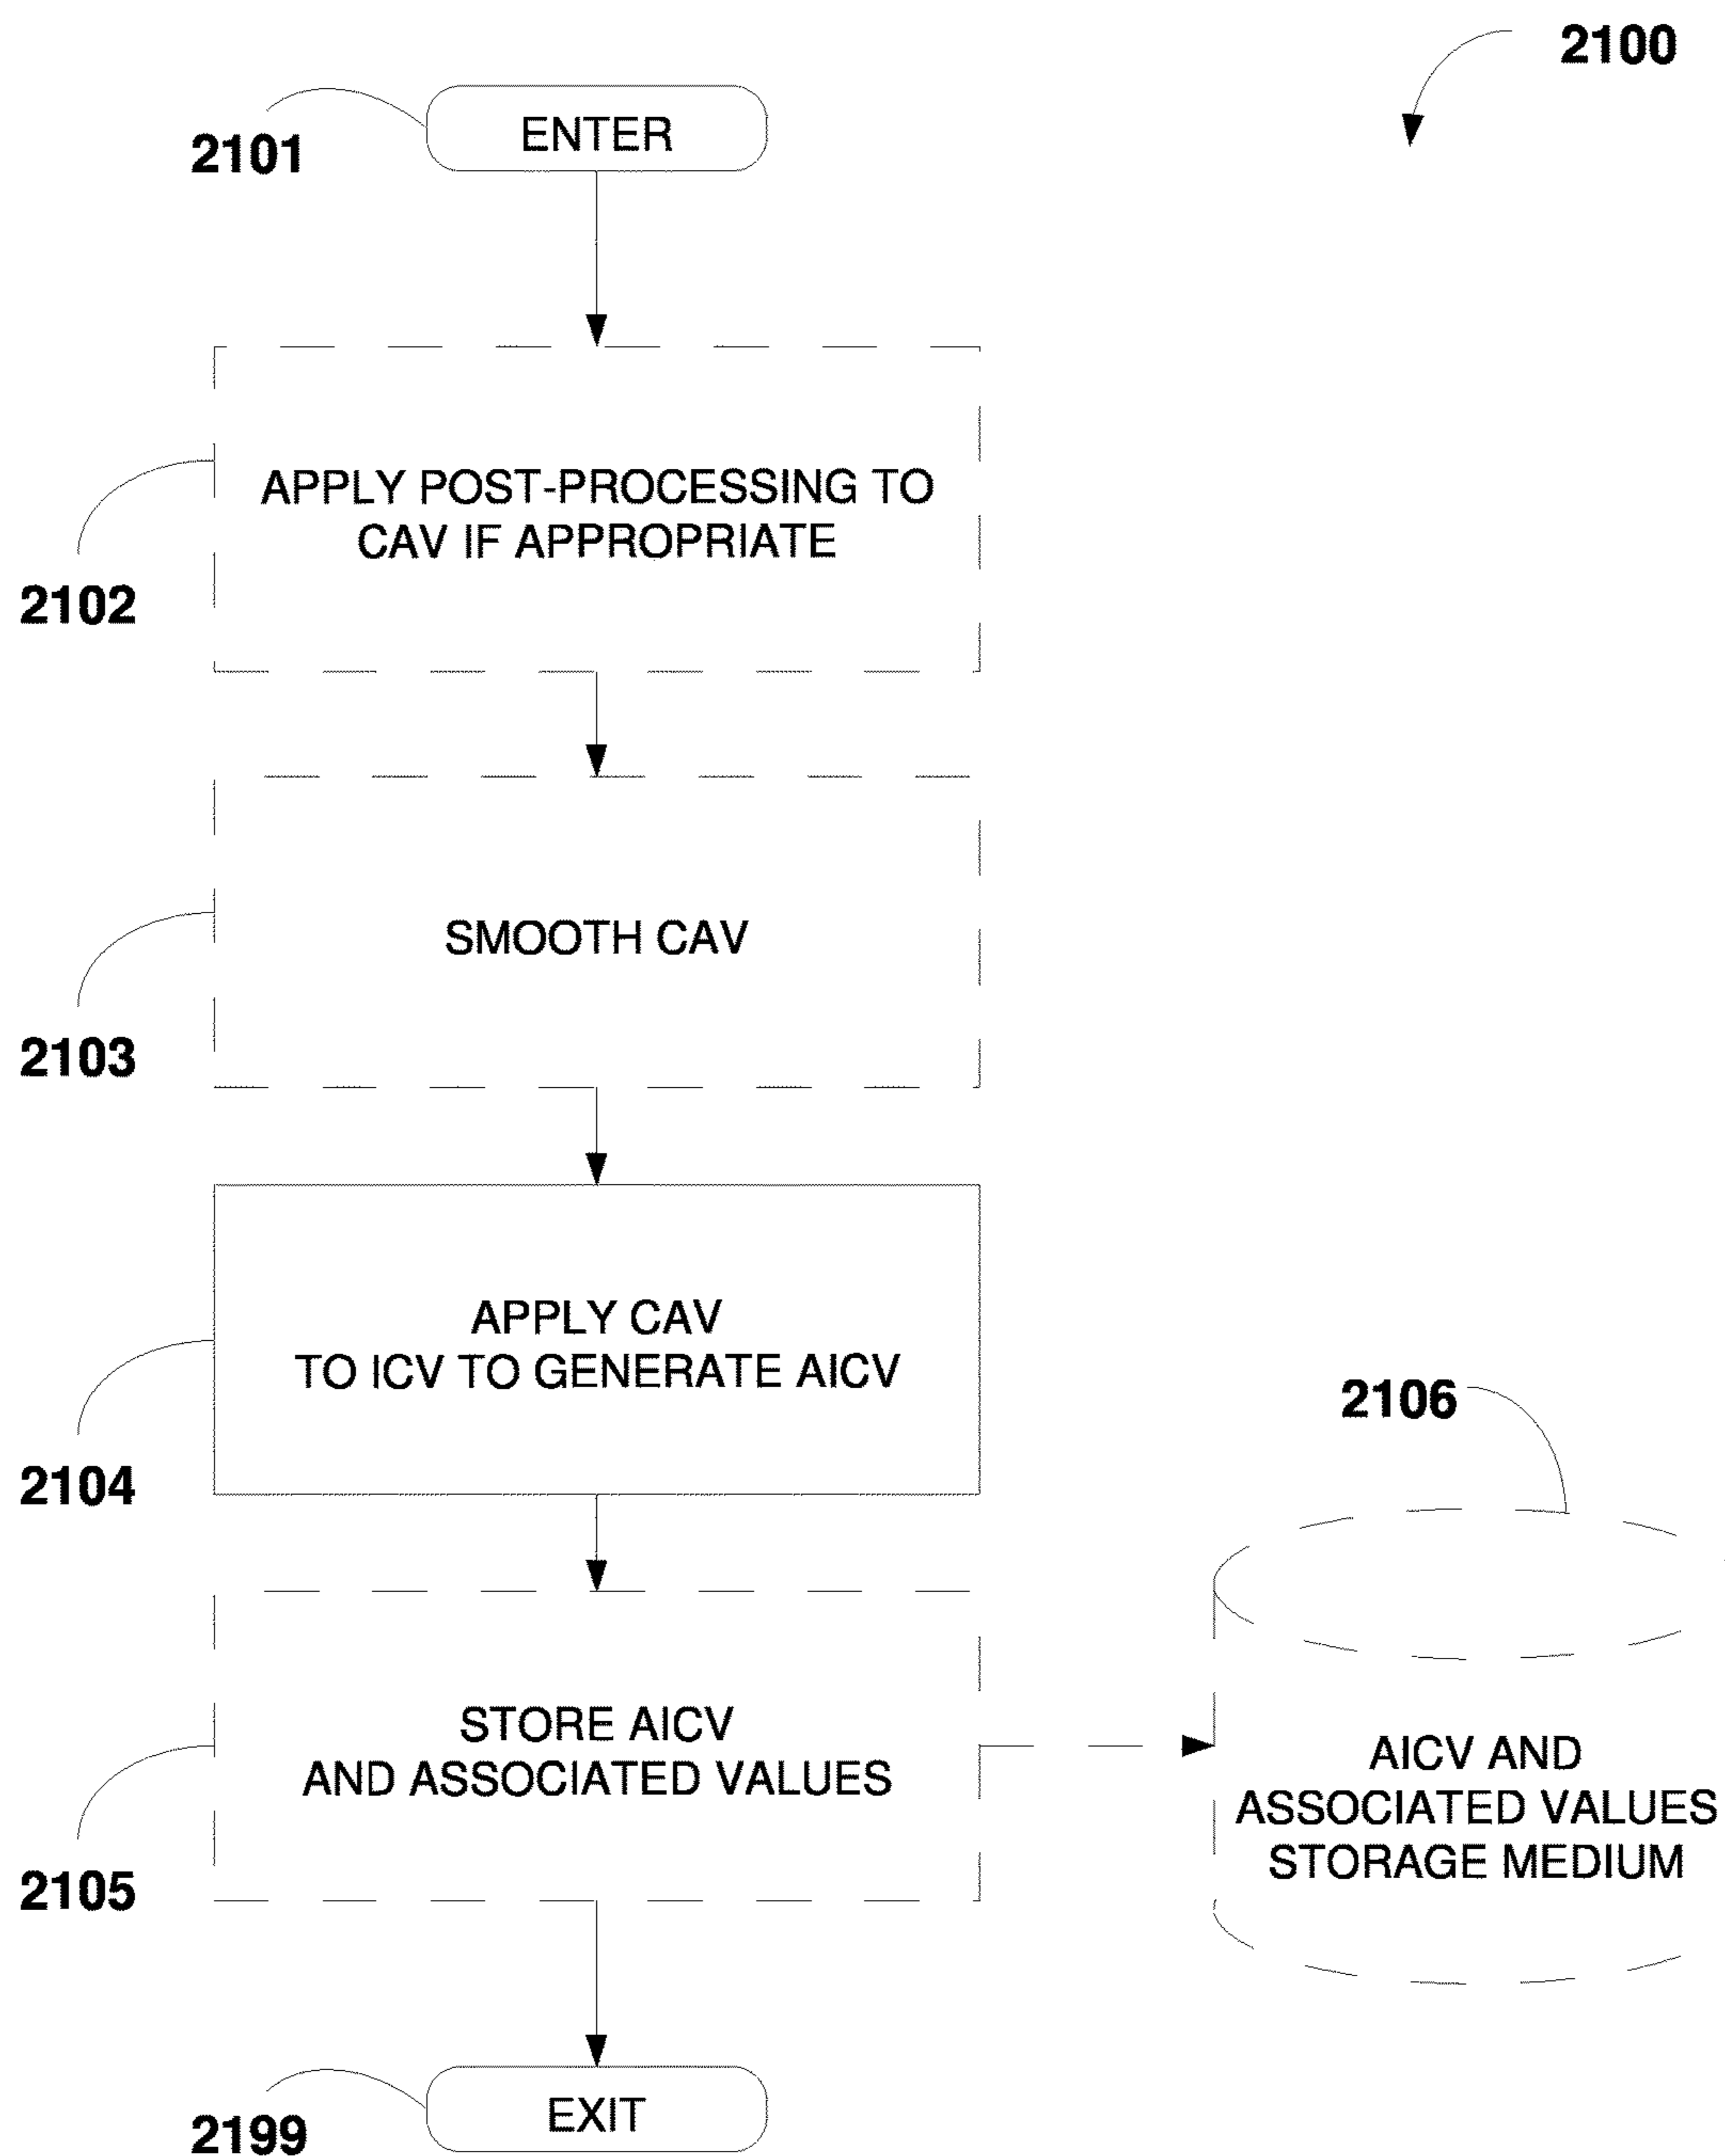 2100
2101
ENTER
APPLY POST-PROCESSING TO
CAV IF APPROPRIATE
2102
SMOOTH CAV
2103
APPLY CAV
TO ICV TO GENERATE AICV
2104
2106
STORE AICV
AND ASSOCIATED VALUES
2105
AICV AND
ASSOCIATED VALUES
STORAGE MEDIUM
EXIT
2199